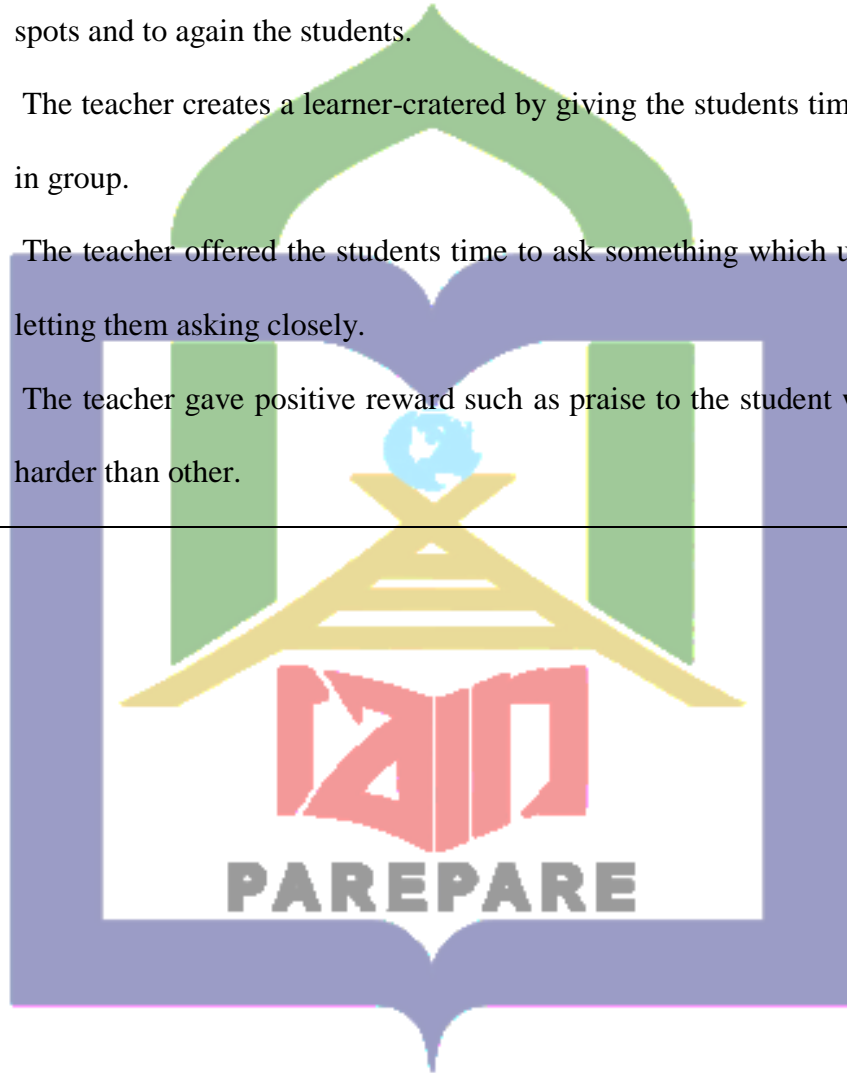 spots and to again the students.
The teacher creates a learner-cratered by giving the students
in group.
The teacher offered the students time to ask something which
letting them asking closely.
The teacher gave positive reward such as praise to the student
harder than other.
iain
PAREPARE